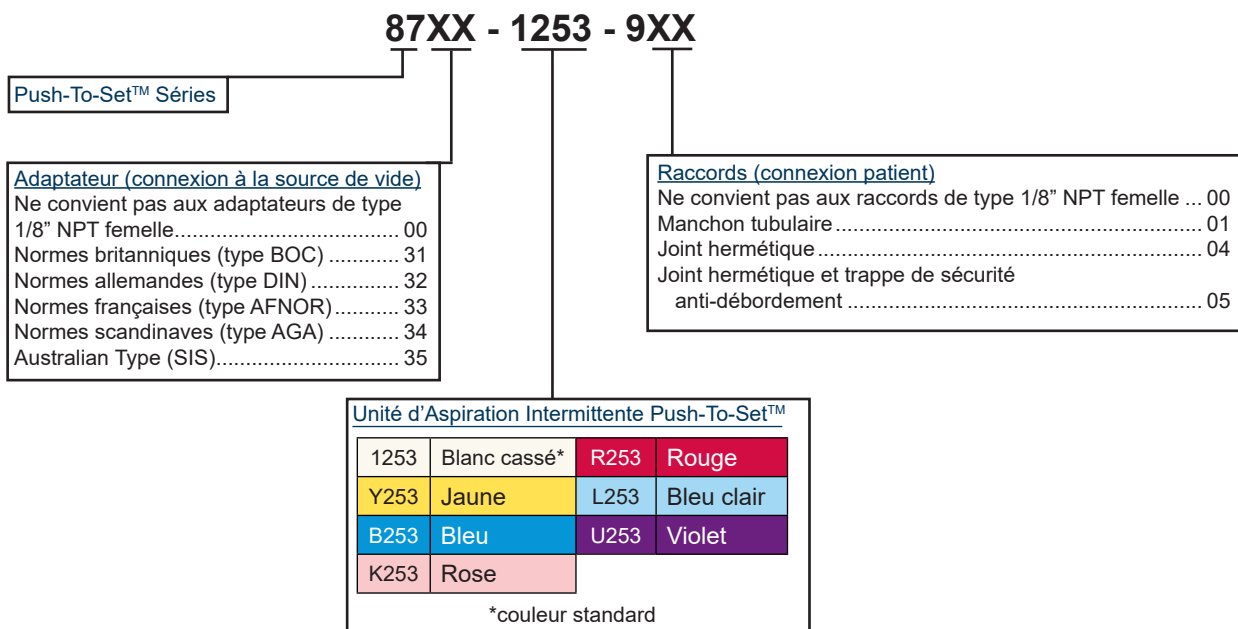 87XX - 1253 - 9XX
Push-To-Set™ Séries
Adaptateur (connexion à la source de vide)
Ne convient pas aux adaptateurs de type
1/8” NPT femelle....................................... 00
Normes britanniques (type BOC) ............ 31
Normes allemandes (type DIN)............... 32
Normes françaises (type AFNOR)........... 33
Normes scandinaves (type AGA) ............ 34
Australian Type (SIS)............................... 35
Raccords (connexion patient)
Ne convient pas aux raccords de type 1/8” NPT femelle ... 00
Manchon tubulaire............................................................. 01
Joint hermétique................................................................ 04
Joint hermétique et trappe de sécurité
anti-débordement ........................................................... 05
Unité d’Aspiration Intermittente Push-To-Set™
1253 Blanc cassé* R253 Rouge
Y253 Jaune L253 Bleu clair
B253 Bleu U253 Violet
K253 Rose
*couleur standard